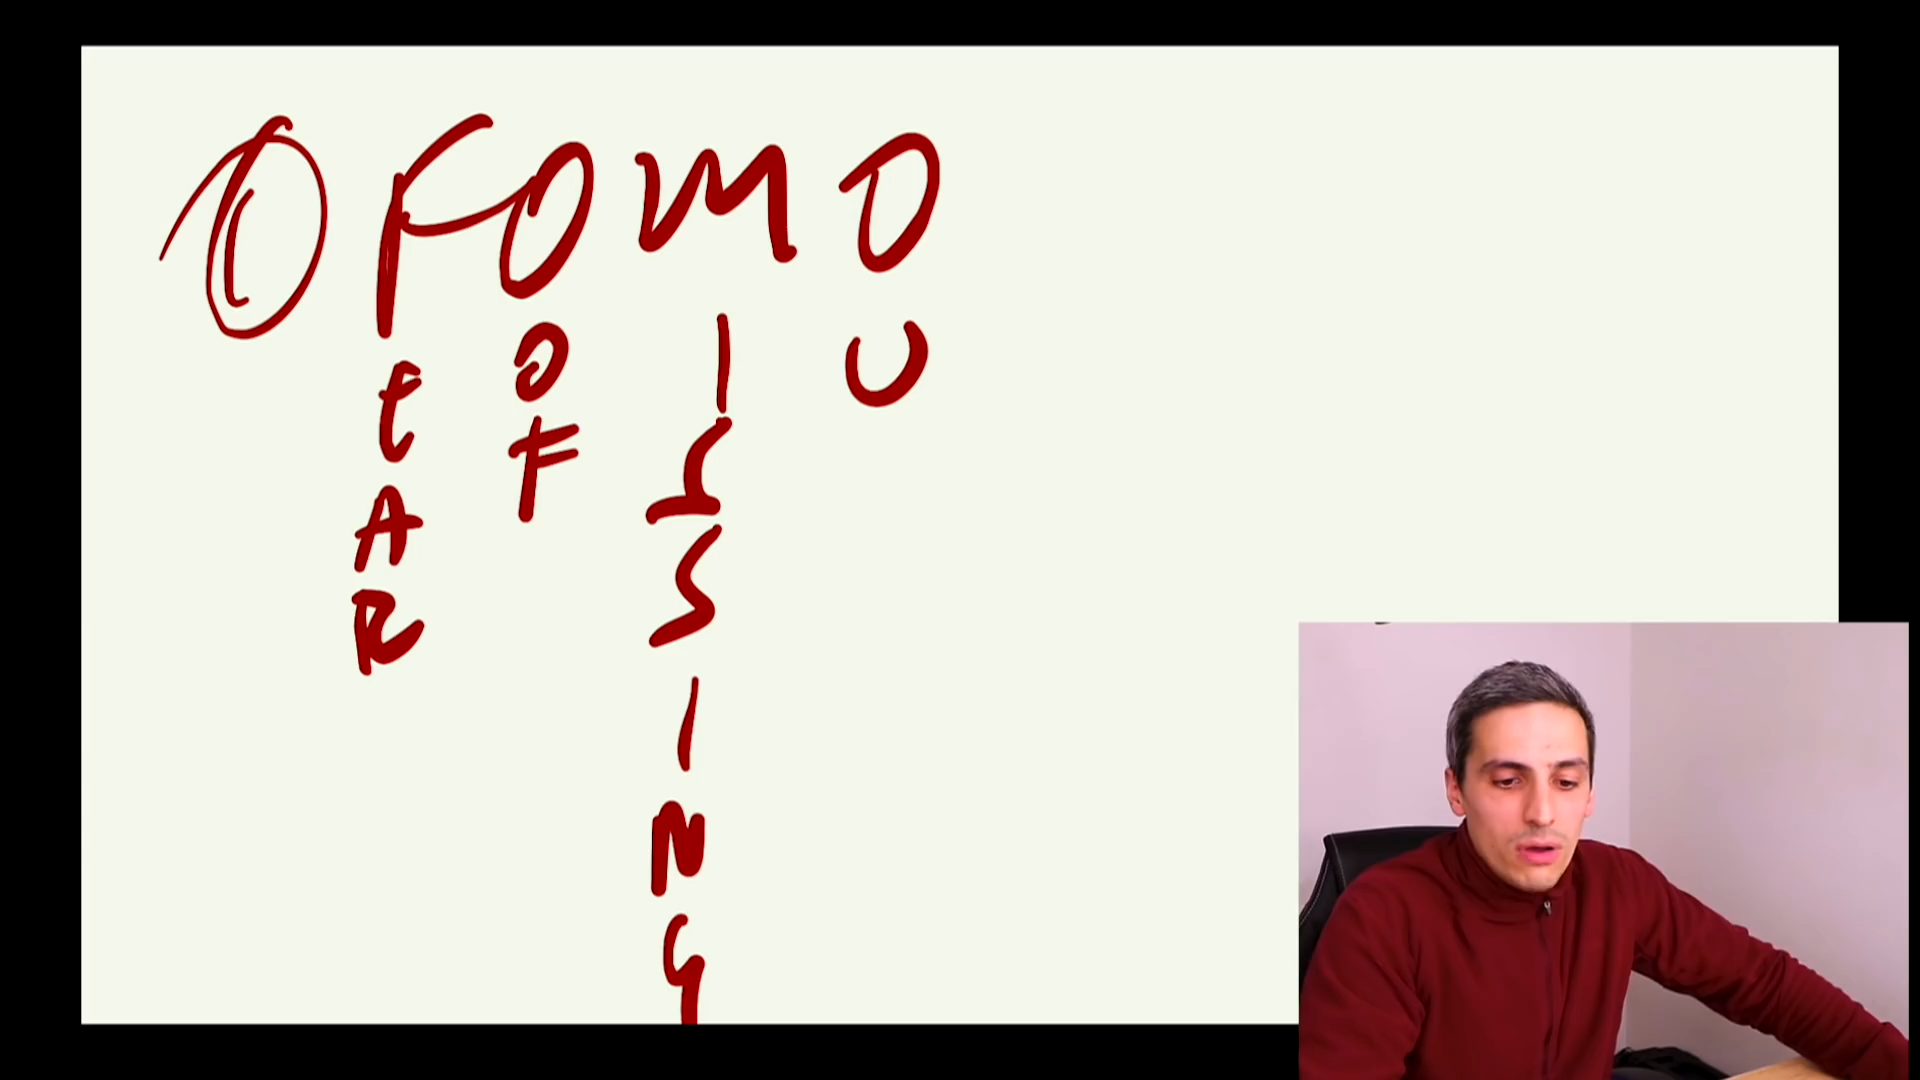 ① FOMO
EAR
OF
ISSING
U